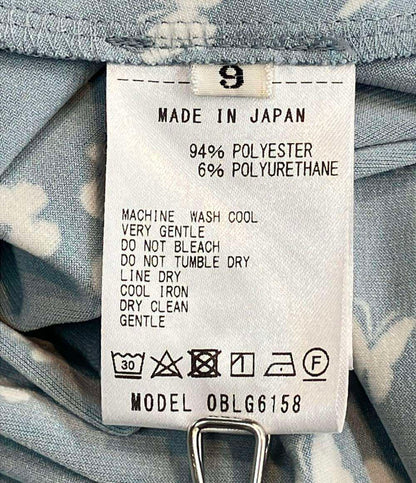 9
MADE IN JAPAN
94% POLYESTER
6% POLYURETHANE
MACHINE WASH COOL
VERY GENTLE
DO NOT BLEACH
DO NOT TUMBLE DRY
LINE DRY
COOL IRON
DRY CLEAN
GENTLE
30 F
MODEL OBLG6158